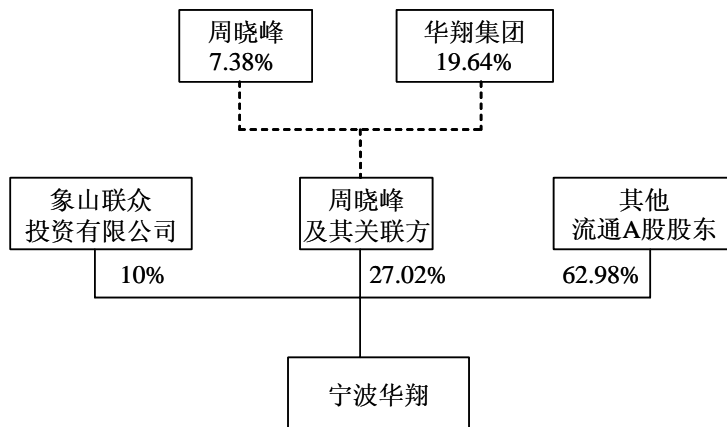 周晓峰
7.38%
华翔集团
19.64%
象山联众
投资有限公司
周晓峰
及其关联方
其他
流通A股股东
10%
27.02%
62.98%
宁波华翔